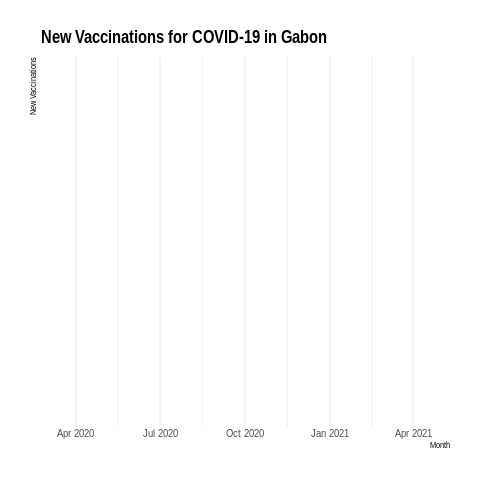 New Vaccinations for COVID-19 in Gabon
New Vaccinations
Apr 2020 Jul 2020 Oct 2020 Jan 2021 Apr 2021
Month